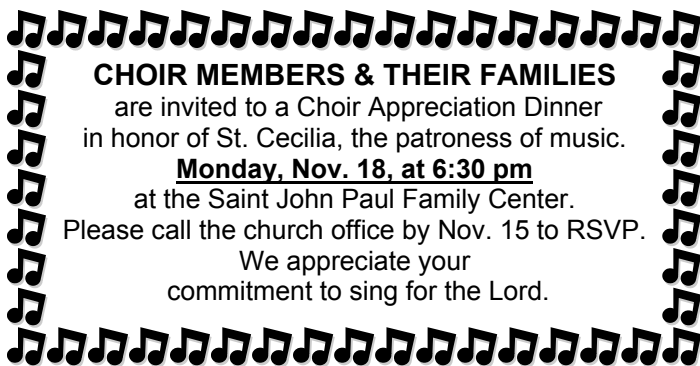 CHOIR MEMBERS & THEIR FAMILIES
are invited to a Choir Appreciation Dinner
in honor of St. Cecilia, the patroness of music.
Monday, Nov. 18, at 6:30 pm
at the Saint John Paul Family Center.
Please call the church office by Nov. 15 to RSVP.
We appreciate your
commitment to sing for the Lord.